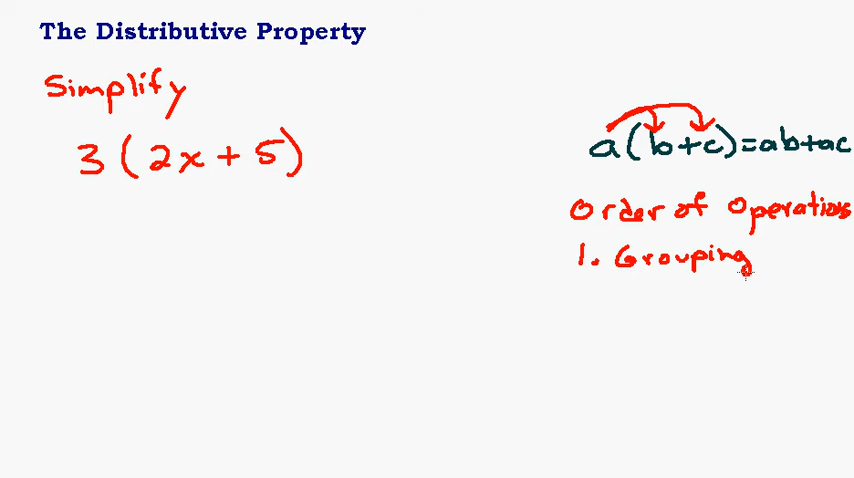 The Distributive Property
Simplify
3(2x+5)
a(b+c)=ab+ac
Order of Operations
1. Grouping